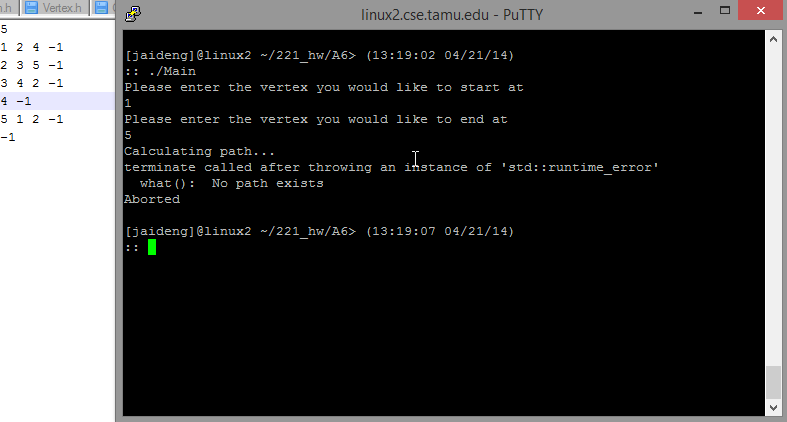 Vertex.h
5
1 2 4 -1
2 3 5 -1
3 4 2 -1
4 -1
5 1 2 -1
-1
linux2.cse.tamu.edu - PuTTY
[jaideng]@linux2 ~/221_hw/A6> (13:19:02 04/21/14)
:: ./Main
Please enter the vertex you would like to start at
1
Please enter the vertex you would like to end at
5
Calculating path...
terminate called after throwing an instance of 'std::runtime_error'
what():  No path exists
Aborted
[jaideng]@linux2 ~/221_hw/A6> (13:19:07 04/21/14)
::